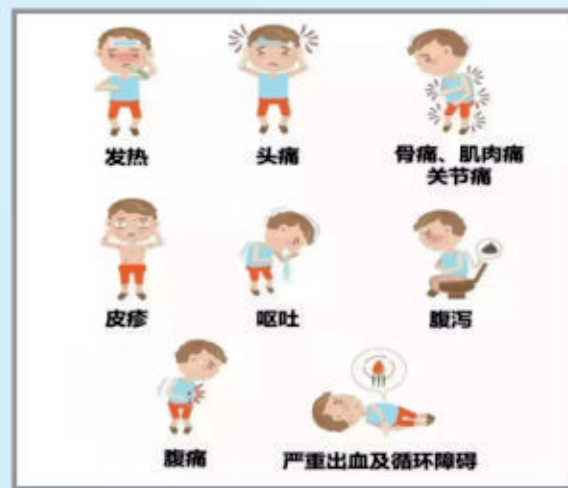 发热
头痛
骨痛、肌肉痛
关节痛
皮疹
呕吐
腹泻
腹痛
严重出血及循环障碍